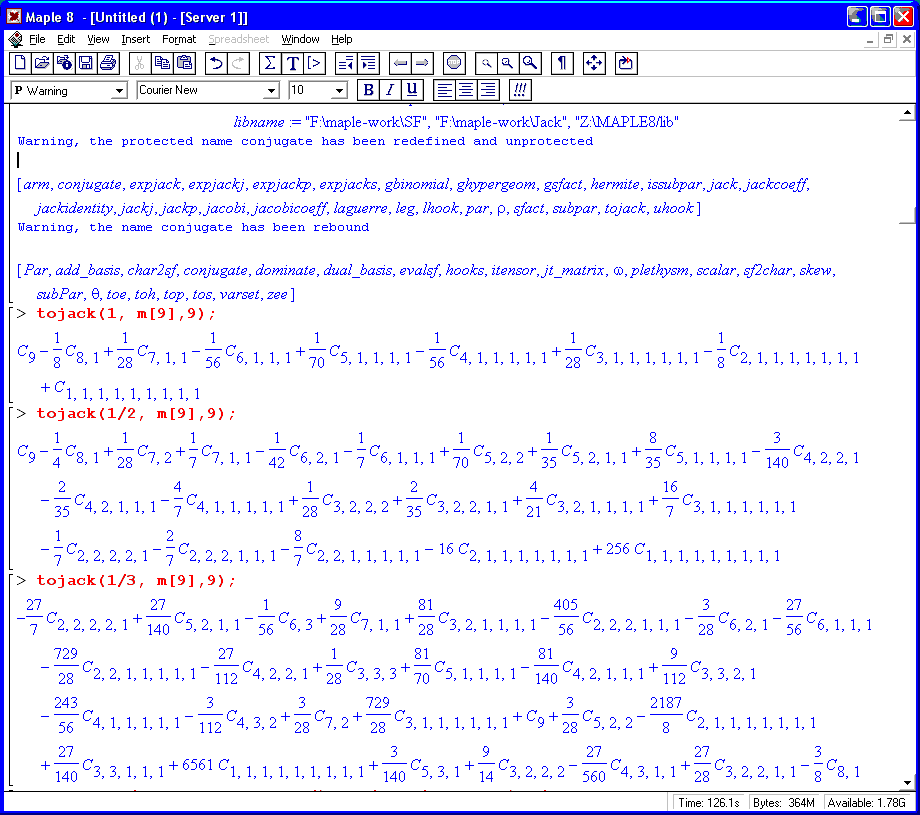 Maple 8 - [Untitled (1) - [Server 1]]
File Edit View Insert Format Spreadsheet Window Help
Σ T [>
P Warning Courier New 10 B I U !!!
libname := "F:\maple-work\SF", "F:\maple-work\Jack", "Z:\MAPLE8/lib"
Warning, the protected name conjugate has been redefined and unprotected
[arm, conjugate, expjack, expjackj, expjackp, expjacks, gbinomial, ghypergeom, gsfact, hermite, issubpar, jack, jackcoeff,
jackidentity, jackj, jackp, jacobi, jacobicoeff, laguerre, leg, lhook, par, ρ, sfact, subpar, tojack, uhook]
Warning, the name conjugate has been rebound
[Par, add_basis, char2sf, conjugate, dominate, dual_basis, evalsf, hooks, itensor, jt_matrix, ω, plethysm, scalar, sf2char, skew,
subPar, θ, toe, toh, top, tos, varset, zee]
> tojack(1, m[9],9);
C9 - 1/8 C8, 1 + 1/28 C7, 1, 1 - 1/56 C6, 1, 1, 1 + 1/70 C5, 1, 1, 1, 1 - 1/56 C4, 1, 1, 1, 1, 1 + 1/28 C3, 1, 1, 1, 1, 1, 1 - 1/8 C2, 1, 1, 1, 1, 1, 1, 1
+ C1, 1, 1, 1, 1, 1, 1, 1, 1
> tojack(1/2, m[9],9);
C9 - 1/4 C8, 1 + 1/28 C7, 2 + 1/7 C7, 1, 1 - 1/42 C6, 2, 1 - 1/7 C6, 1, 1, 1 + 1/70 C5, 2, 2 + 1/35 C5, 2, 1, 1 + 8/35 C5, 1, 1, 1, 1 - 3/140 C4, 2, 2, 1
- 2/35 C4, 2, 1, 1, 1 - 4/7 C4, 1, 1, 1, 1, 1 + 1/28 C3, 2, 2, 2 + 2/35 C3, 2, 2, 1, 1 + 4/21 C3, 2, 1, 1, 1, 1 + 16/7 C3, 1, 1, 1, 1, 1, 1
- 1/7 C2, 2, 2, 2, 1 - 2/7 C2, 2, 2, 1, 1, 1 - 8/7 C2, 2, 1, 1, 1, 1, 1 - 16 C2, 1, 1, 1, 1, 1, 1, 1 + 256 C1, 1, 1, 1, 1, 1, 1, 1, 1
> tojack(1/3, m[9],9);
-27/7 C2, 2, 2, 2, 1 + 27/140 C5, 2, 1, 1 - 1/56 C6, 3 + 9/28 C7, 1, 1 + 81/28 C3, 2, 1, 1, 1, 1 - 405/56 C2, 2, 2, 1, 1, 1 - 3/28 C6, 2, 1 - 27/56 C6, 1, 1, 1
- 729/28 C2, 2, 1, 1, 1, 1, 1 - 27/112 C4, 2, 2, 1 + 1/28 C3, 3, 3 + 81/70 C5, 1, 1, 1, 1 - 81/140 C4, 2, 1, 1, 1 + 9/112 C3, 3, 2, 1
- 243/56 C4, 1, 1, 1, 1, 1 - 3/112 C4, 3, 2 + 3/28 C7, 2 + 729/28 C3, 1, 1, 1, 1, 1, 1 + C9 + 3/28 C5, 2, 2 - 2187/8 C2, 1, 1, 1, 1, 1, 1, 1
+ 27/140 C3, 3, 1, 1, 1 + 6561 C1, 1, 1, 1, 1, 1, 1, 1, 1 + 3/140 C5, 3, 1 + 9/14 C3, 2, 2, 2 - 27/560 C4, 3, 1, 1 + 27/28 C3, 2, 2, 1, 1 - 3/8 C8, 1
Time: 126.1s Bytes: 364M Available: 1.78G